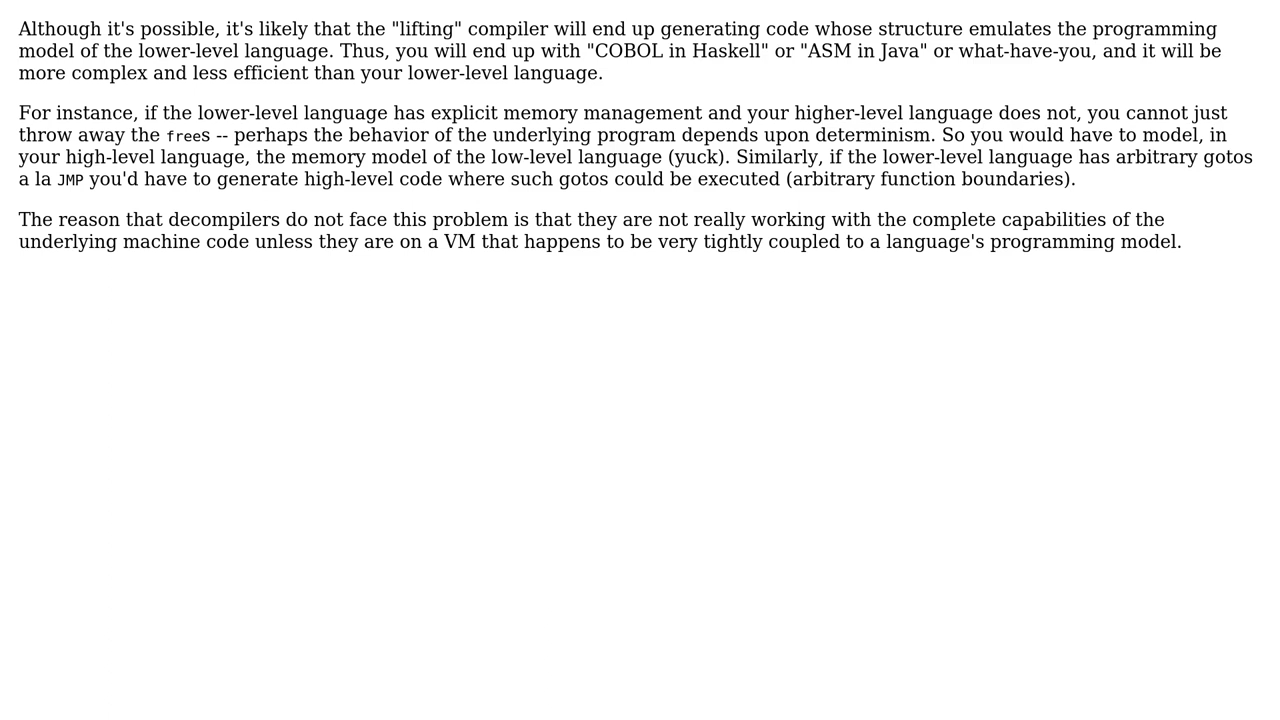 Although it's possible, it's likely that the "lifting" compiler will end up generating code whose structure emulates the programming
model of the lower-level language. Thus, you will end up with "COBOL in Haskell" or "ASM in Java" or what-have-you, and it will be
more complex and less efficient than your lower-level language.
For instance, if the lower-level language has explicit memory management and your higher-level language does not, you cannot just
throw away the frees -- perhaps the behavior of the underlying program depends upon determinism. So you would have to model, in
your high-level language, the memory model of the low-level language (yuck). Similarly, if the lower-level language has arbitrary gotos
a la JMP you'd have to generate high-level code where such gotos could be executed (arbitrary function boundaries).
The reason that decompilers do not face this problem is that they are not really working with the complete capabilities of the
underlying machine code unless they are on a VM that happens to be very tightly coupled to a language's programming model.